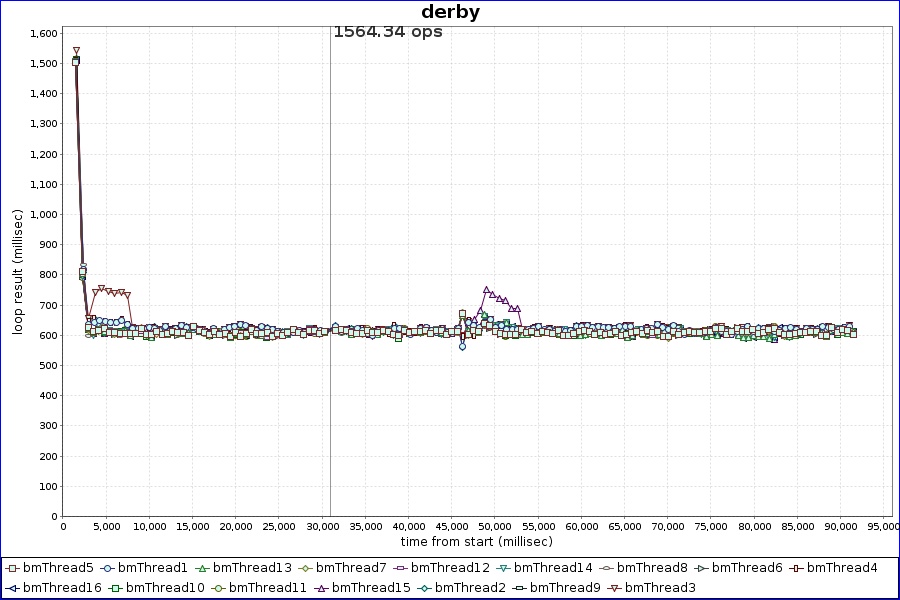 derby
1564.34 ops
1,600
1,500
1,400
1,300
1,200
1,100
1,000
900
800
700
600
500
400
300
200
100
0
loop result (millisec)
0 5,000 10,000 15,000 20,000 25,000 30,000 35,000 40,000 45,000 50,000 55,000 60,000 65,000 70,000 75,000 80,000 85,000 90,000 95,000
time from start (millisec)
bmThread5 bmThread1 bmThread13 bmThread7 bmThread12 bmThread14 bmThread8 bmThread6 bmThread4
bmThread16 bmThread10 bmThread11 bmThread15 bmThread2 bmThread9 bmThread3